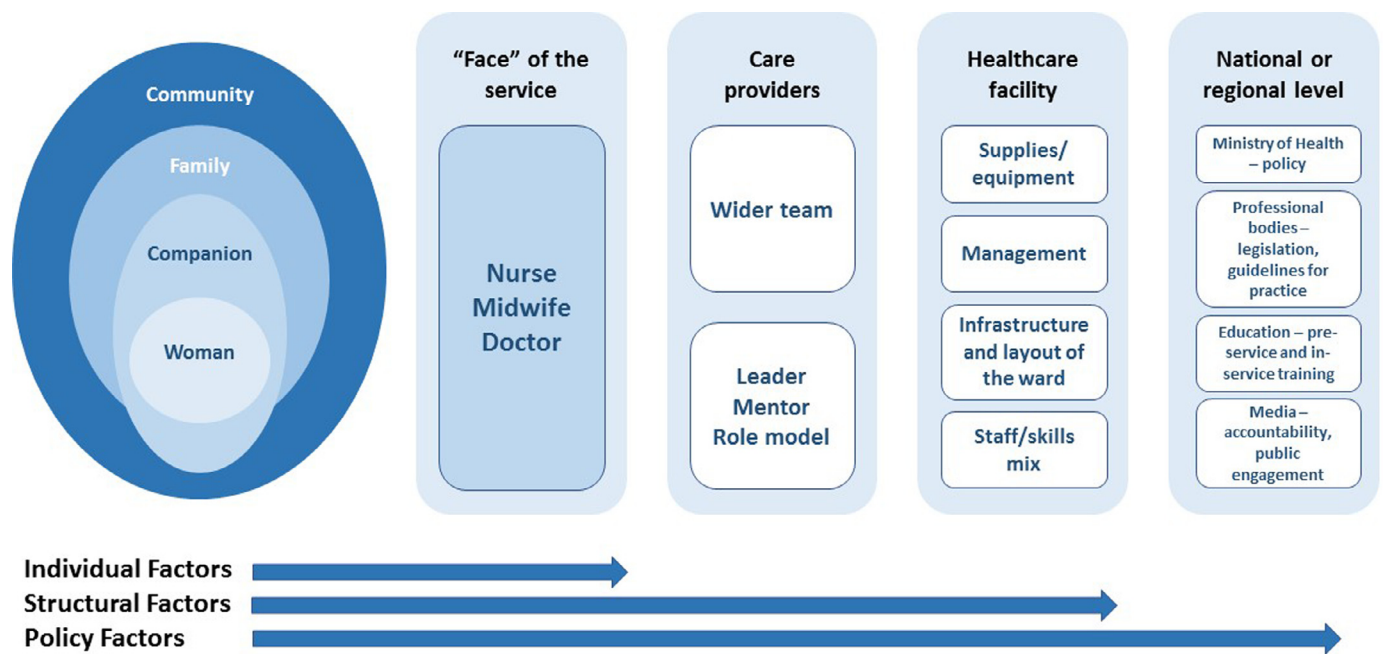 Community
Family
Companion
Woman
“Face” of the
service
Nurse
Midwife
Doctor
Care
providers
Wider team
Leader
Mentor
Role model
Healthcare
facility
Supplies/
equipment
Management
Infrastructure
and layout of
the ward
Staff/skills
mix
National or
regional level
Ministry of Health
– policy
Professional
bodies –
legislation,
guidelines for
practice
Education – pre-
service and in-
service training
Media –
accountability,
public
engagement
Individual Factors
Structural Factors
Policy Factors